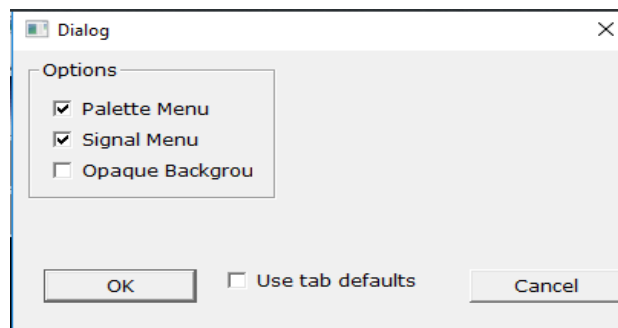 Dialog
Options
Palette Menu
Signal Menu
Opaque Backgrou
OK
Use tab defaults
Cancel